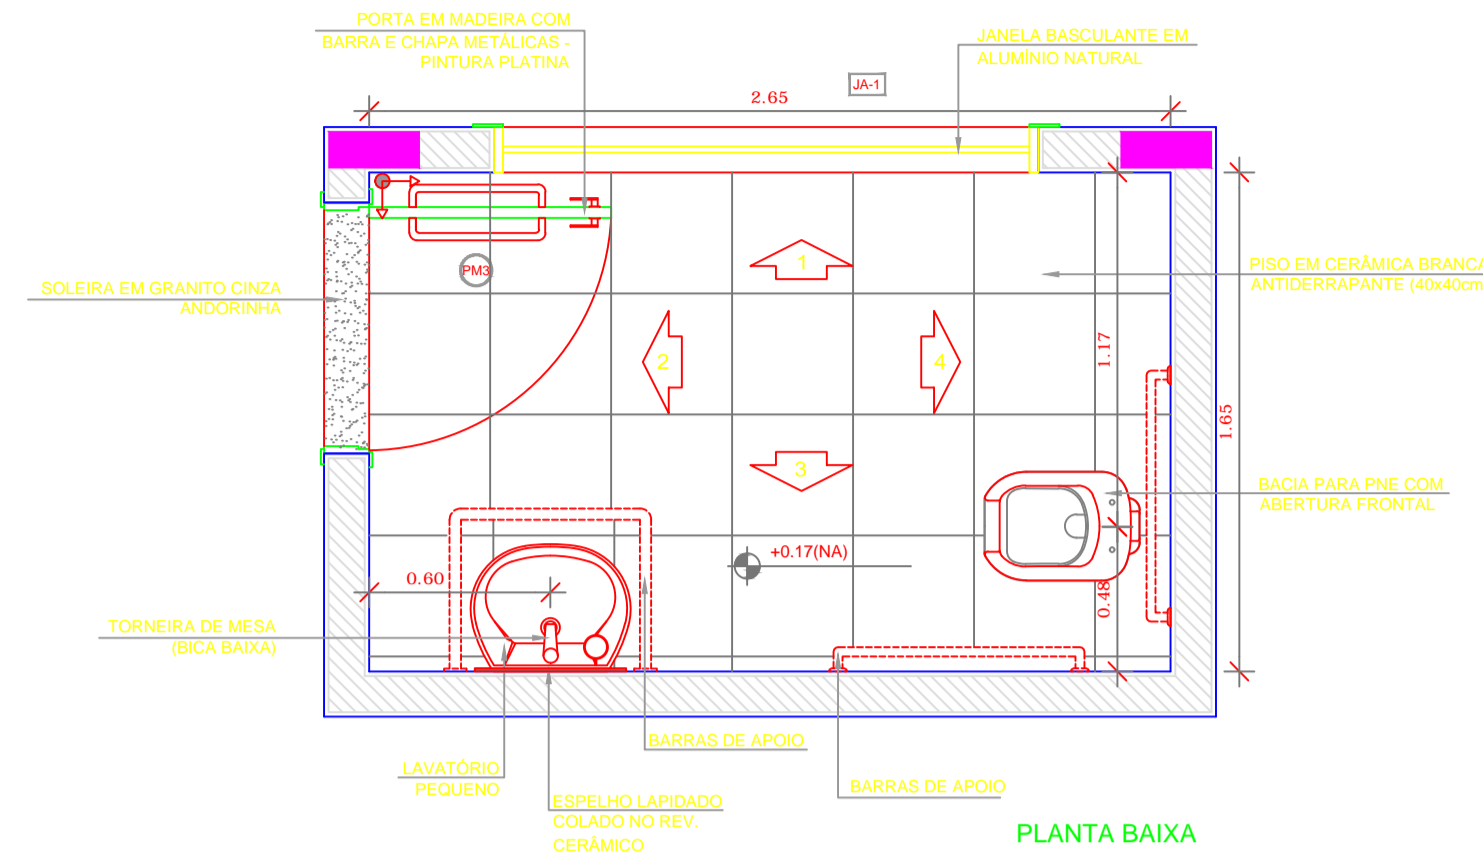 PORTA EM MADEIRA COM
BARRA E CHAPA METÁLICAS -
PINTURA PLATINA
JANELA BASCULANTE EM
ALUMÍNIO NATURAL
JA-1
2.65
PM3
SOLEIRA EM GRANITO CINZA
ANDORINHA
1
2
4
3
PISO EM CERÂMICA BRANCA
ANTIDERRAPANTE (40x40cm
1.17
1.65
BACIA PARA PNE COM
ABERTURA FRONTAL
+0.17(NA)
0.60
0.48
TORNEIRA DE MESA
(BICA BAIXA)
BARRAS DE APOIO
LAVATÓRIO
PEQUENO
ESPELHO LAPIDADO
COLADO NO REV.
CERÂMICO
BARRAS DE APOIO
PLANTA BAIXA